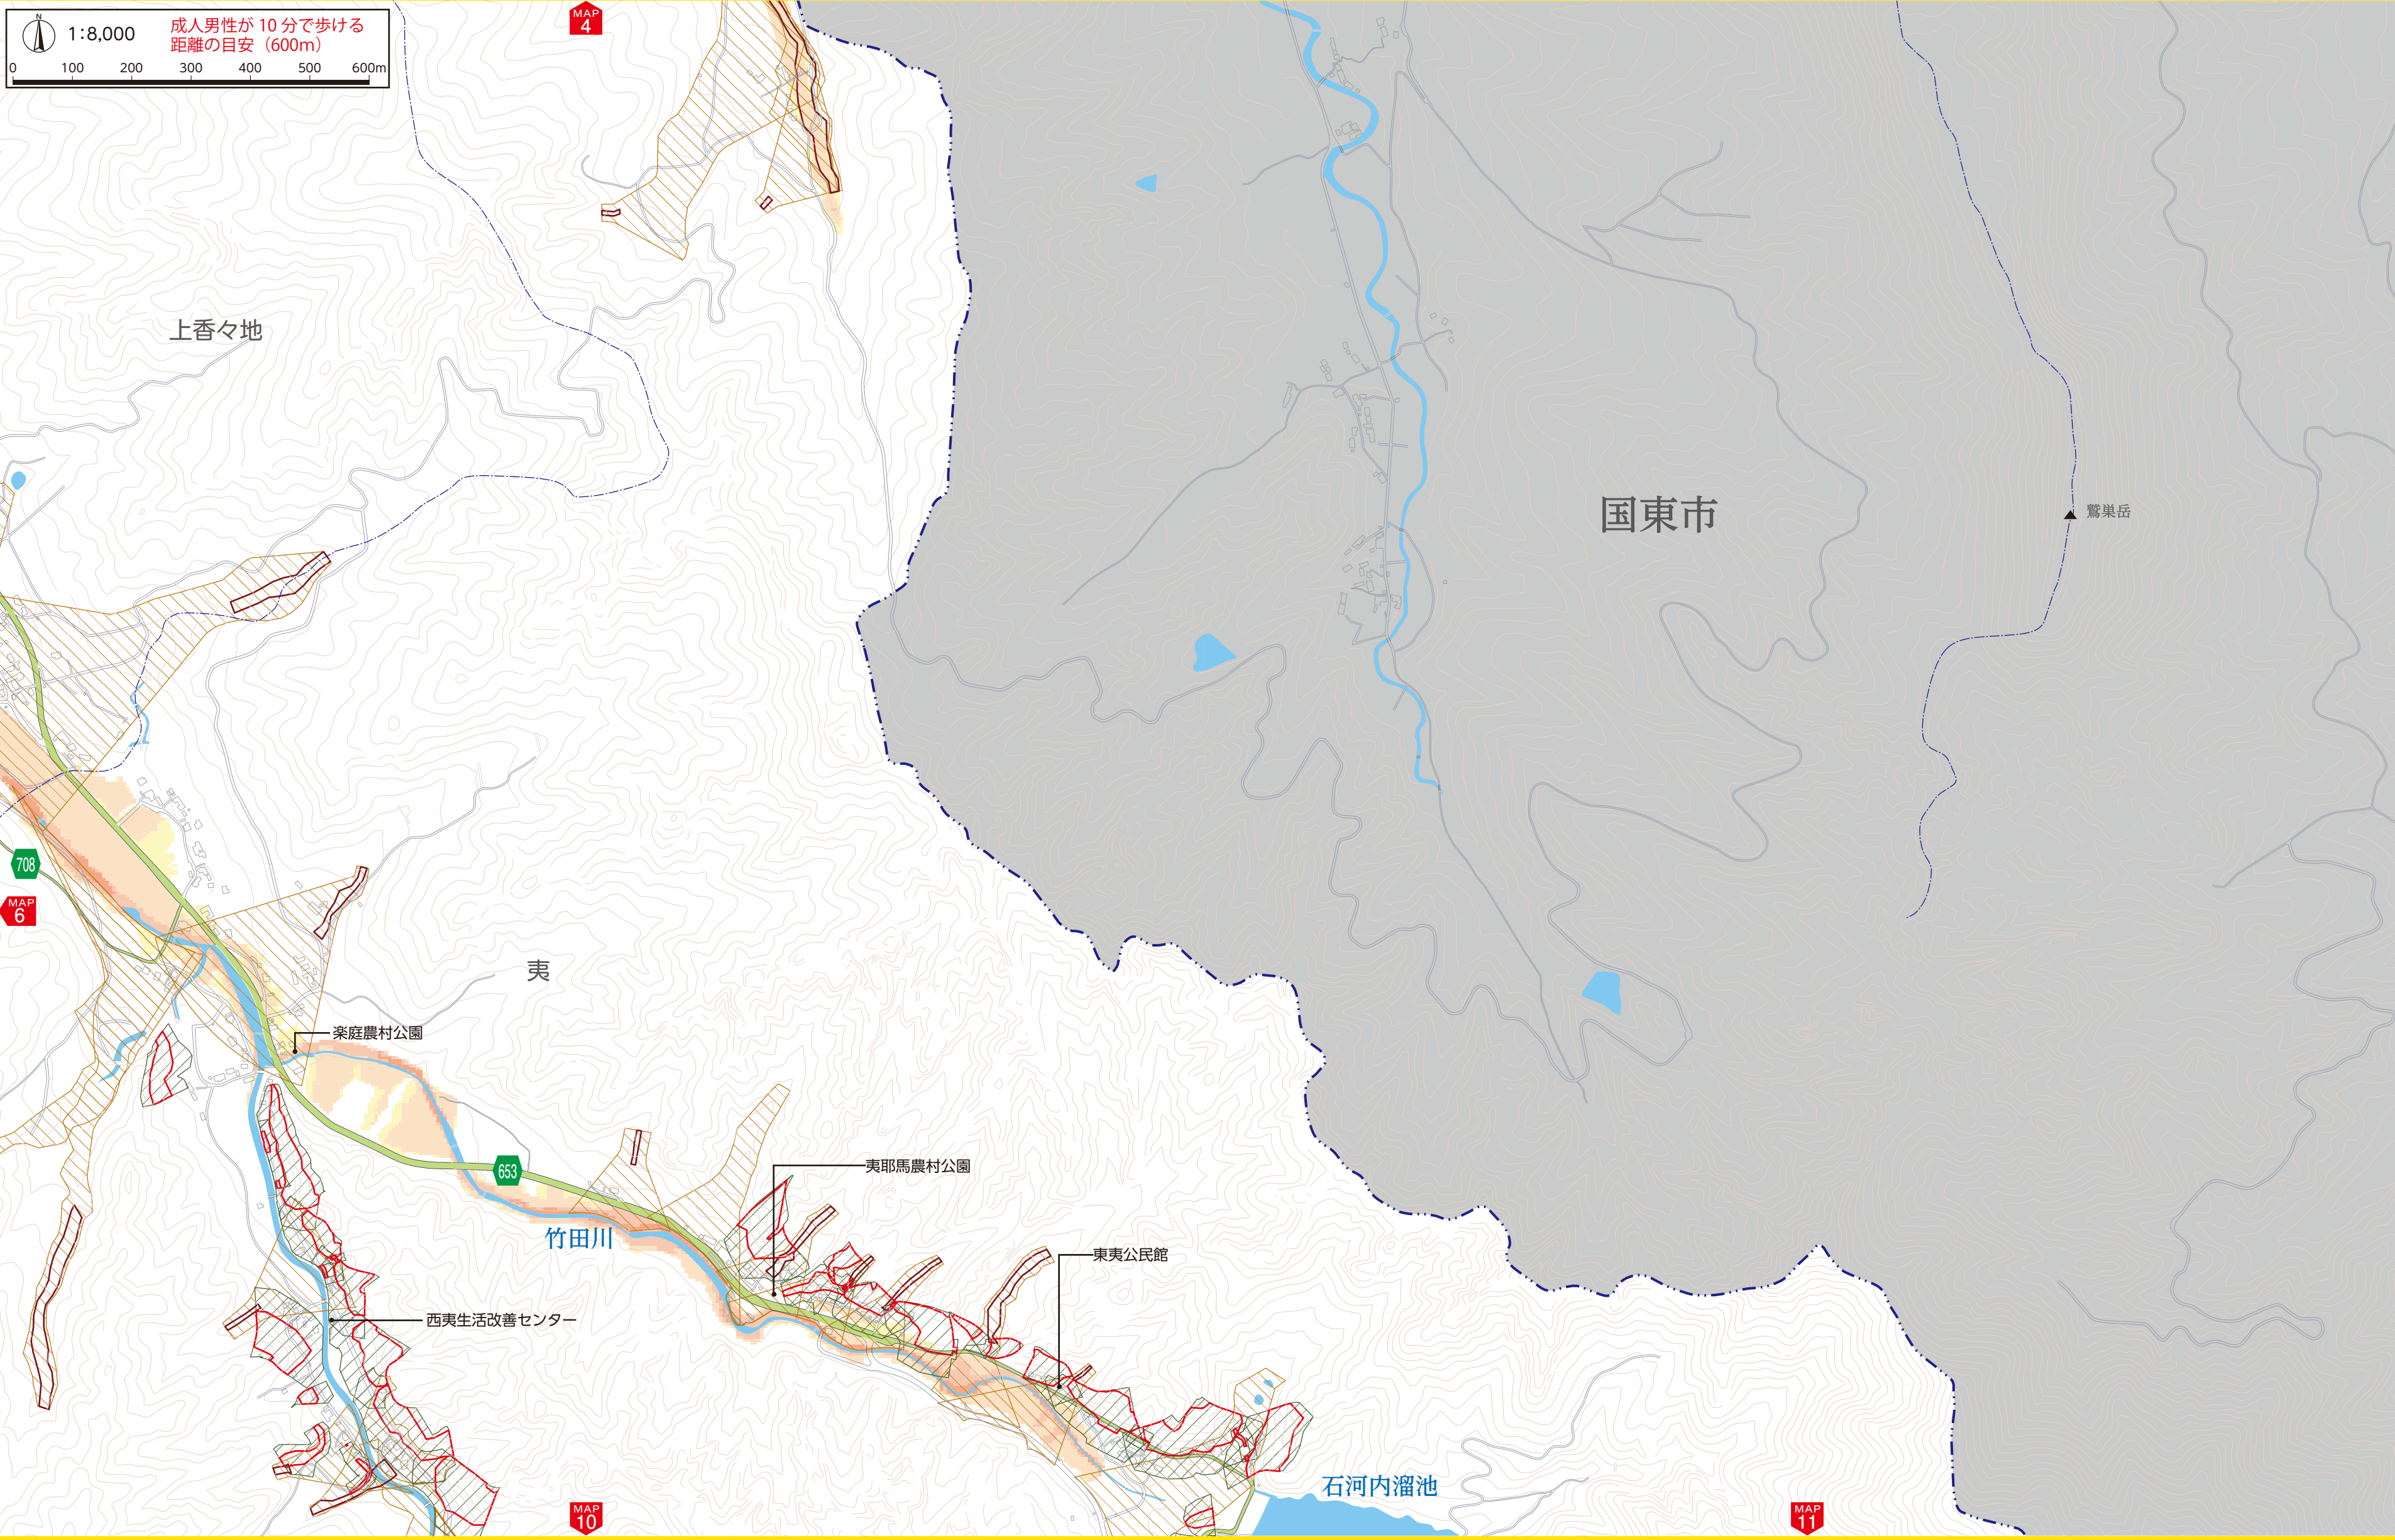 N
1:8,000
成人男性が 10 分で歩ける
距離の目安（600m）
0 100 200 300 400 500 600m
MAP
4
上香々地
国東市
鷲巣岳
708
MAP
6
夷
楽庭農村公園
653
夷耶馬農村公園
竹田川
東夷公民館
西夷生活改善センター
石河内溜池
MAP
10
MAP
11